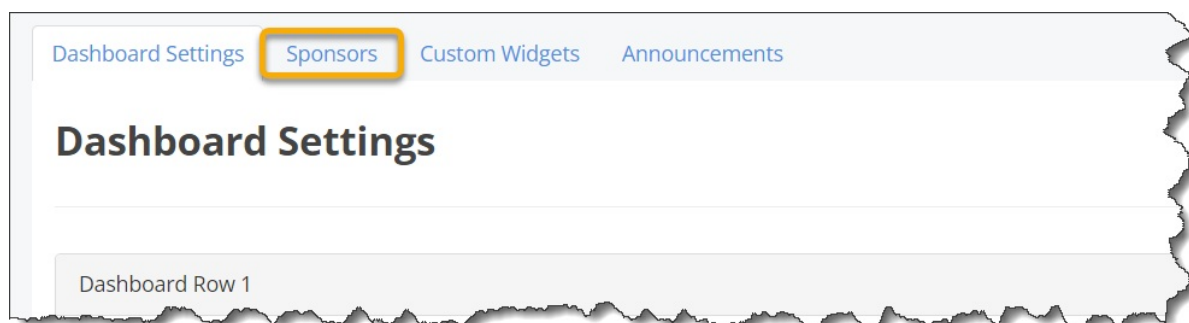 Dashboard Settings Sponsors Custom Widgets Announcements
Dashboard Settings
Dashboard Row 1